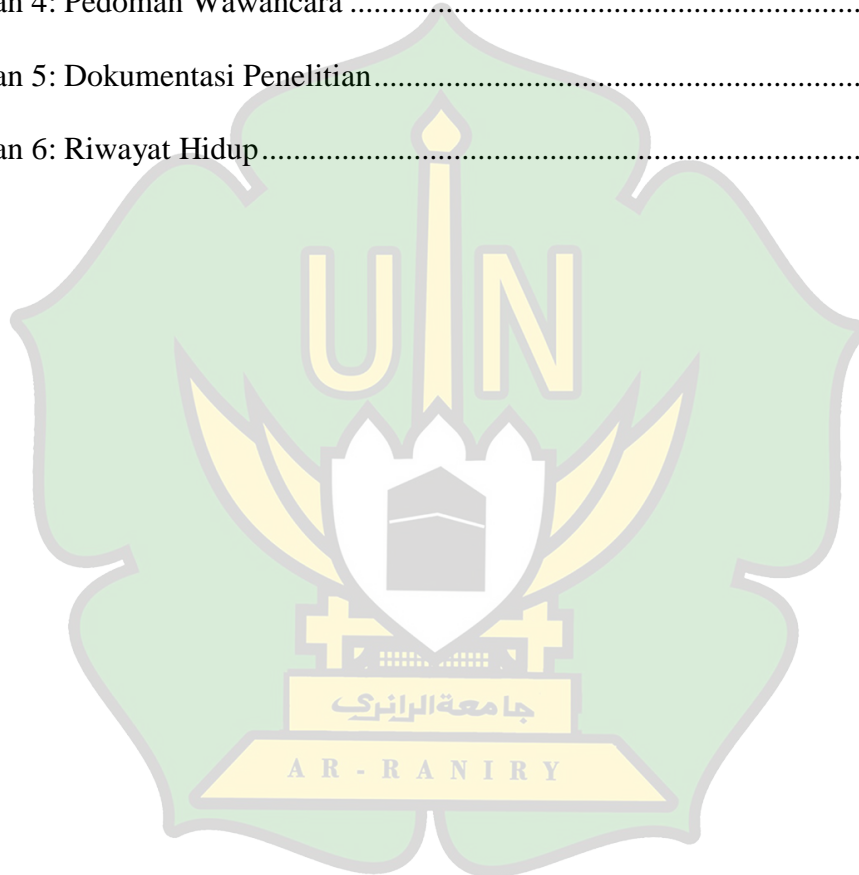 an 4: Pedoman Wawancara ........................................................................
an 5: Dokumentasi Penelitian.....................................................................
an 6: Riwayat Hidup...................................................................................
UIN
جامعة الرانري
AR - RANIRY